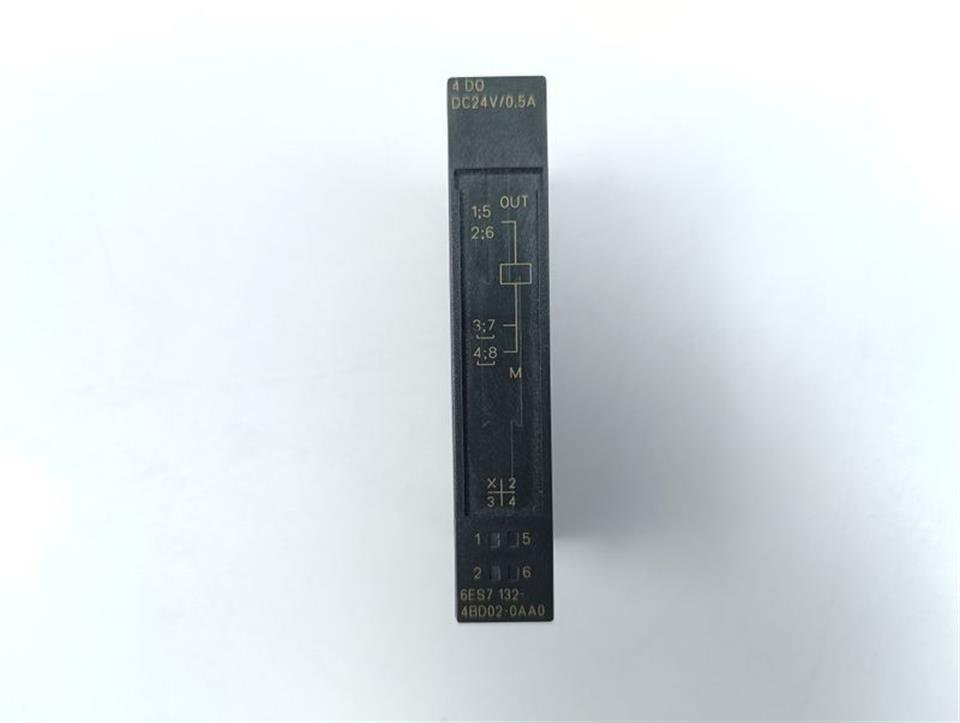 4 DO
DC24V/0.5A
OUT
1;5
2;6
3;7
4;8
M
X 2
3 4
1 5
2 6
6ES7 132-
4BD02-0AA0